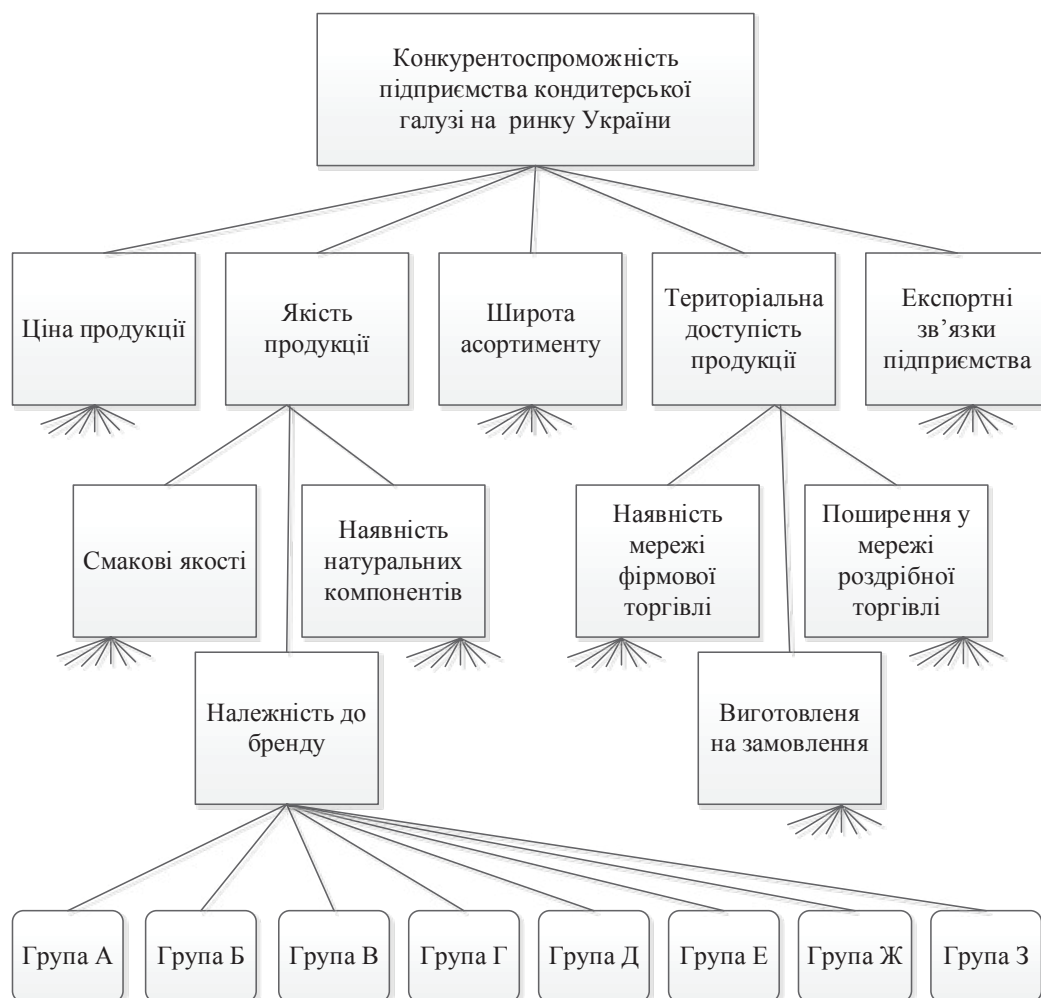 Конкурентоспроможність
підприємства кондитерської
галузі на ринку України
Ціна продукції
Якість
продукції
Широта
асортименту
Територіальна
доступість
продукції
Експортні
зв’язки
підприємства
Смакові якості
Наявність
натуральних
компонентів
Наявність
мережі
фірмової
торгівлі
Поширення у
мережі
роздрібної
торгівлі
Належність до
бренду
Виготовленя
на замовлення
Група А
Група Б
Група В
Група Г
Група Д
Група Е
Група Ж
Група З